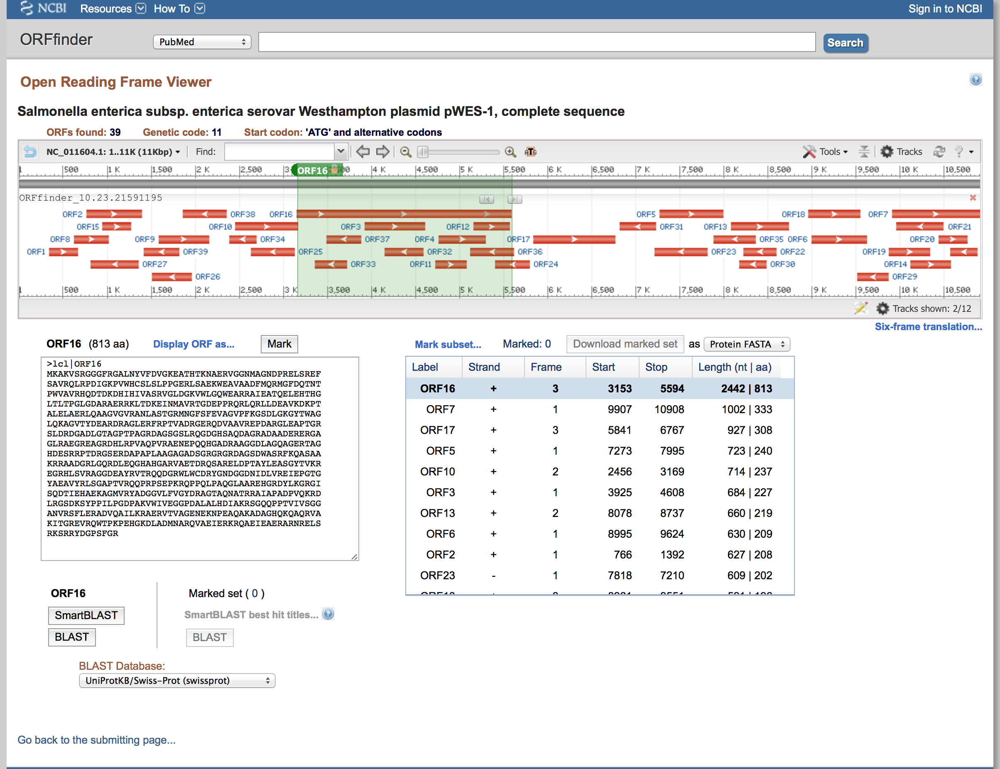 NCBI Resources How To Sign in to NCBI
ORFfinder PubMed Search
Open Reading Frame Viewer
Salmonella enterica subsp. enterica serovar Westhampton plasmid pWES-1, complete sequence
ORFs found: 39 Genetic code: 11 Start codon: 'ATG' and alternative codons
NC_011604.1: 1..11K (11Kbp) Find: ATG Tools Tracks ?
1 500 1 K 1,500 2 K 2,500 ORF16 4 K 4,500 5 K 5,500 6 K 6,500 7 K 7,500 8 K 8,500 9 K 9,500 10 K 10,500
ORFfinder_10.23.21591195
ORF2 ORF38 ORF16 ORF5 ORF18 ORF7
ORF15 ORF10 ORF3 ORF12 ORF31 ORF13 ORF21
ORF8 ORF9 ORF34 ORF37 ORF4 ORF17 ORF35 ORF6 ORF20
ORF1 ORF39 ORF25 ORF32 ORF36 ORF23 ORF22 ORF19
ORF27 ORF33 ORF11 ORF24 ORF30 ORF14
ORF26 ORF29
1 500 1 K 1,500 2 K 2,500 3 K 3,500 4 K 4,500 5 K 5,500 6 K 6,500 7 K 7,500 8 K 8,500 9 K 9,500 10 K 10,500
Tracks shown: 2/12
Six-frame translation...
ORF16 (813 aa) Display ORF as... Mark
>lcl|ORF16
MKAKVSRGGGFRGALNYVFDVGKEATHTKNAERVGGNMAGNDPRELSREF
SAVRQLRPDIGKPVWHCSLSLPPGERLSAEKWEAVAADFMQRMGFDQTNT
PWVAVRHQDTDKDHIHIVASRVGLDGKVWLGQWEARRAIEATQELEHTHG
LTLTPGLGDARAERRKLTDKEINMAVRTGDEPPRQRLQRLLDEAVKDKPT
ALELAERLQAAGVGVRANLASTGRMNGFSFEVAGVPFKGSDLGKGYTWAG
LQKAGVTYDEARDRAGLERFRPTVADRGERQDVAAVREPDARGLEAPTGR
SLDRDGADLGTAGPTPAGRDAGSGSLRQGDGHSAQDAGRADAADERERGA
GLRAEGREAGRDHLRPVAQPVRAENEPQQHGADRAAGGDLAGQAGERTAG
HDESRRPTDRGSERDAPAPLAAGAGADSGRGRGRDAGSDWASRFKQASAA
KRRAADGRLGQRDLEQGHAHGARVAETDRQSARELDPTAYLEASGYTVKR
EGRHLSVRAGGDEAYRVTRQQDGRWLWCDRYGNDGGDNIDLVREIEPGTG
YAEAVYRLSGAPTVRQQPRPSEPKRQPPQLPAQGLAAREHGRDYLKGRGI
SQDTIEHAEKAGMVRYADGGVLFVGYDRAGTAQNATRRAIAPADPVQKRD
LRGSDKSYPPILPGDPAKVWIVEGGPDALALHDIAKRSGQQPPTVIVSGG
ANVRSFLERADVQAILKRAERVTVAGENEKNPEAQAKADAGHQKQAQRVA
KITGREVRQWTPKPEHGKDLADMNARQVAEIERKRQAEIEAERARNRELS
RKSRRYDGPSFGR
Mark subset... Marked: 0 Download marked set as Protein FASTA
Label Strand Frame Start Stop Length (nt | aa)
ORF16 + 3 3153 5594 2442 | 813
ORF7 + 1 9907 10908 1002 | 333
ORF17 + 3 5841 6767 927 | 308
ORF5 + 1 7273 7995 723 | 240
ORF10 + 2 2456 3169 714 | 237
ORF3 + 1 3925 4608 684 | 227
ORF13 + 2 8078 8737 660 | 219
ORF6 + 1 8995 9624 630 | 209
ORF2 + 1 766 1392 627 | 208
ORF23 - 1 7818 7210 609 | 202
ORF16 Marked set ( 0 )
SmartBLAST SmartBLAST best hit titles... ?
BLAST BLAST
BLAST Database:
UniProtKB/Swiss-Prot (swissprot)
Go back to the submitting page...